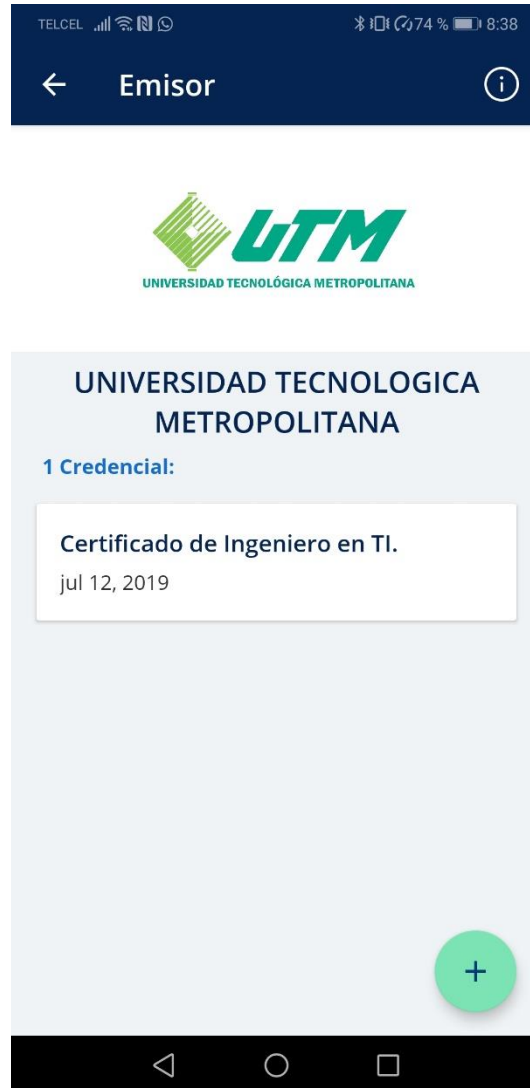 TELCEL 74 % 8:38
Emisor
UTM
UNIVERSIDAD TECNOLÓGICA METROPOLITANA
UNIVERSIDAD TECNOLOGICA
METROPOLITANA
1 Credencial:
Certificado de Ingeniero en TI.
jul 12, 2019
+